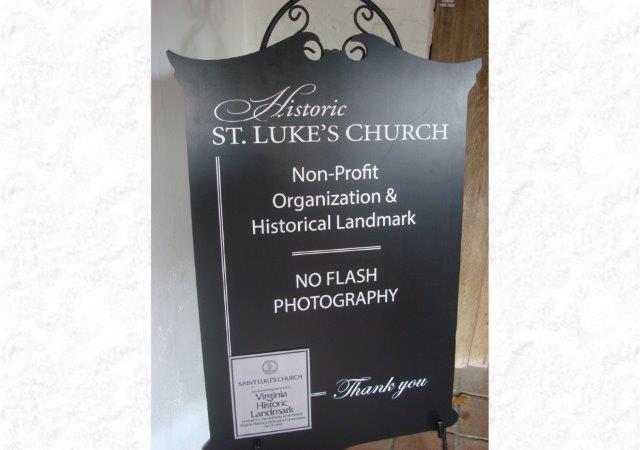 Historic
ST. LUKE'S CHURCH
Non-Profit
Organization &
Historical Landmark
NO FLASH
PHOTOGRAPHY
SAINT LUKE'S CHURCH
Virginia
Historic
Landmark
Thank you